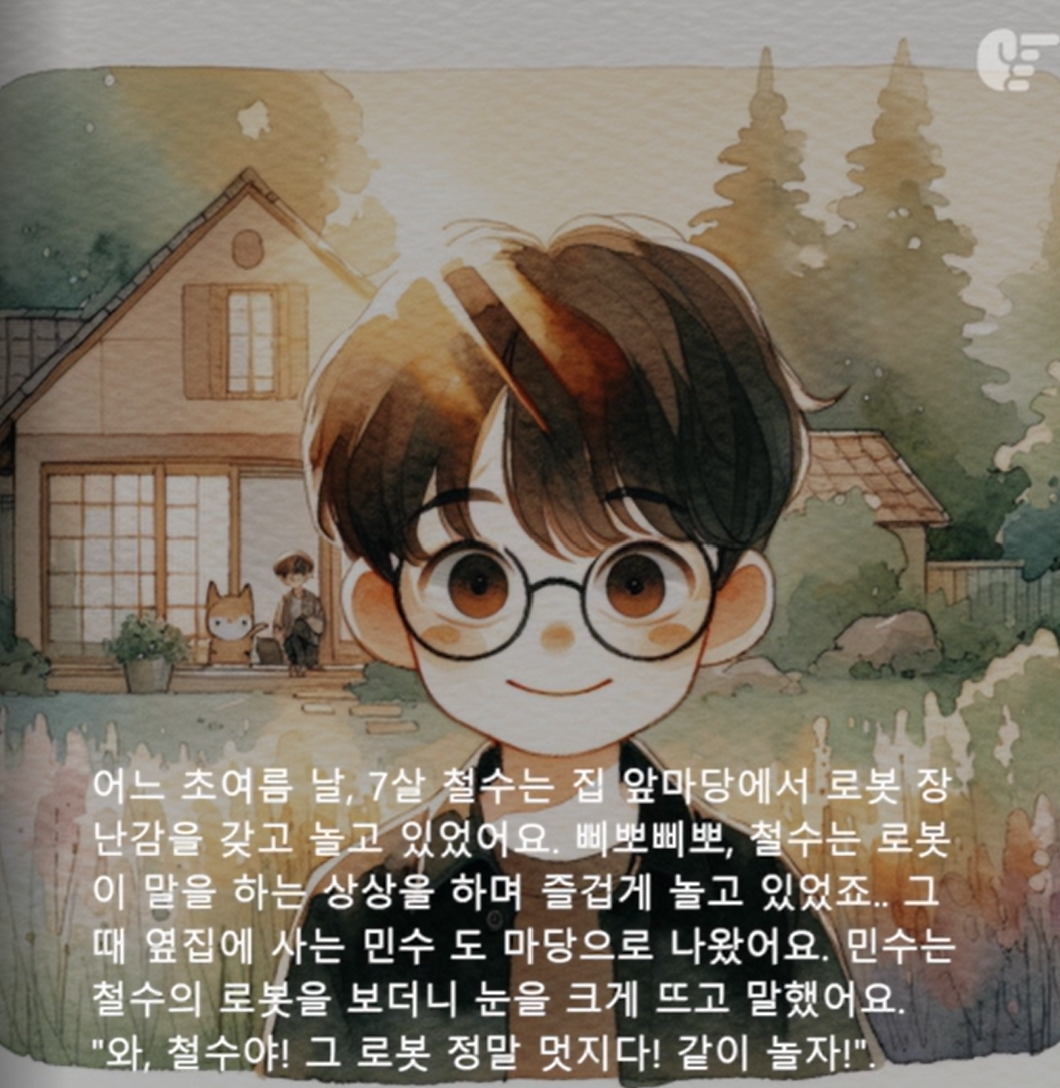 어느 초여름 날, 7살 철수는 집 앞마당에서 로봇 장
난감을 갖고 놀고 있었어요. 삐뽀삐뽀, 철수는 로봇
이 말을 하는 상상을 하며 즐겁게 놀고 있었죠.. 그
때 옆집에 사는 민수 도 마당으로 나왔어요. 민수는
철수의 로봇을 보더니 눈을 크게 뜨고 말했어요.
"와, 철수야! 그 로봇 정말 멋지다! 같이 놀자!".